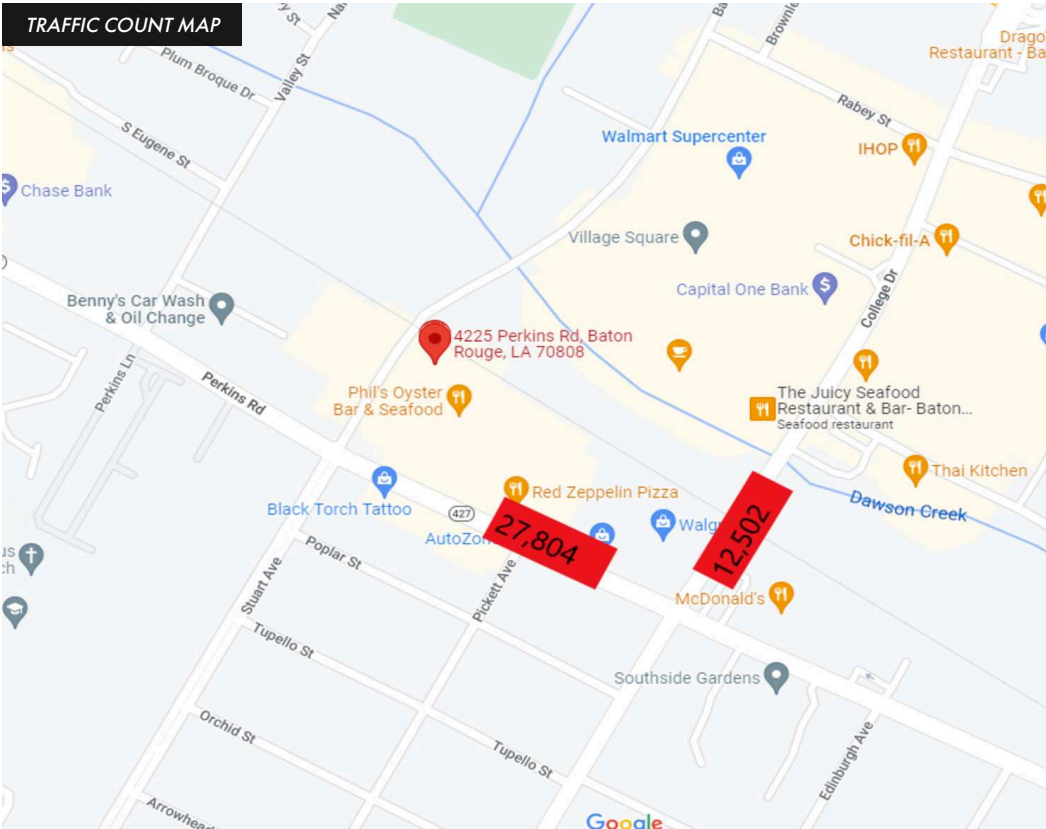 TRAFFIC COUNT MAP
Plum Broque Dr
Valley St
S Eugene St
Chase Bank
Walmart Supercenter
Rabey St
IHOP
Drago
Restaurant - Ba
Village Square
Chick-fil-A
Capital One Bank
College Dr
Benny's Car Wash
& Oil Change
4225 Perkins Rd, Baton
Rouge, LA 70808
Perkins Ln
Perkins Rd
Phil's Oyster
Bar & Seafood
The Juicy Seafood
Restaurant & Bar- Baton...
Seafood restaurant
Thai Kitchen
Black Torch Tattoo
Red Zeppelin Pizza
427
Dawson Creek
AutoZon
27,804
Walgr
12,502
Poplar St
Stuart Ave
Pickett Ave
McDonald's
Tupello St
Southside Gardens
Orchid St
Tupello St
Edinburgh Ave
Arrowhead
Google